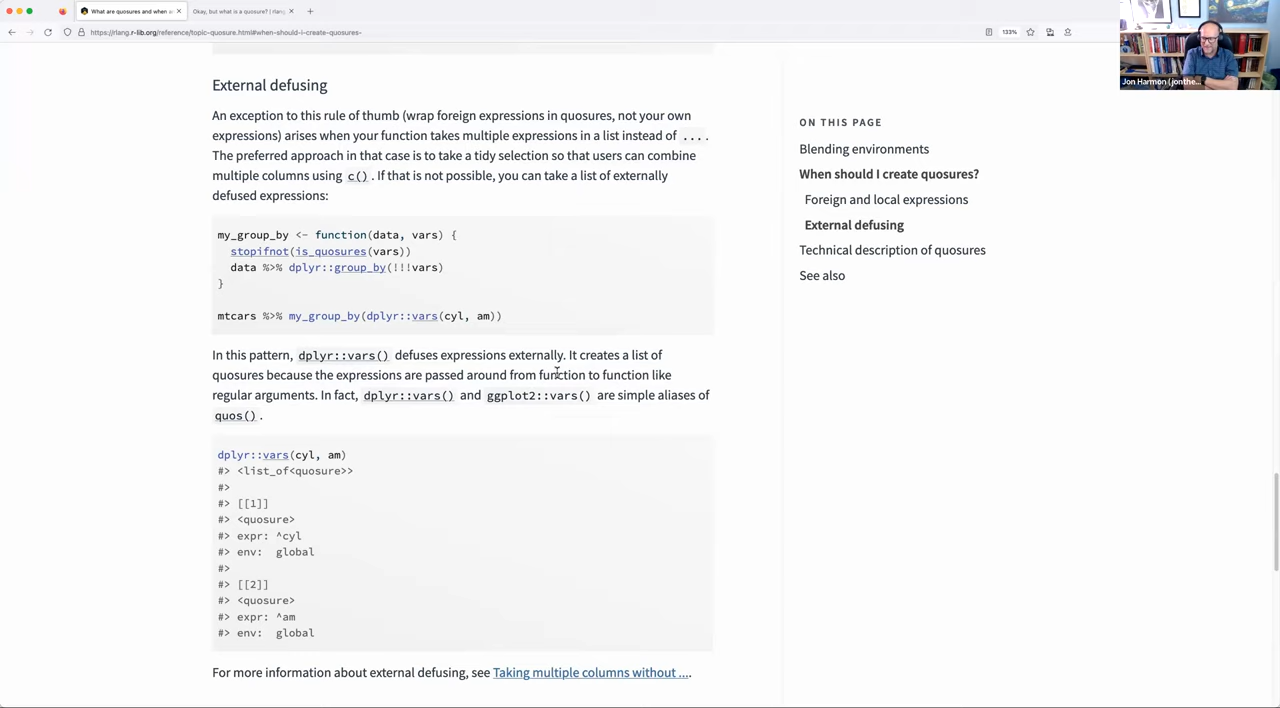 What are quosures and when a
Okay, but what is a quosure? | rlang
https://rlang.r-lib.org/reference/topic-quosure.html#when-should-i-create-quosures-
133%
Jon Harmon (jonthe...
External defusing
An exception to this rule of thumb (wrap foreign expressions in quosures, not your own
expressions) arises when your function takes multiple expressions in a list instead of ... .
The preferred approach in that case is to take a tidy selection so that users can combine
multiple columns using c() . If that is not possible, you can take a list of externally
defused expressions:
my_group_by <- function(data, vars) {
  stopifnot(is_quosures(vars))
  data %>% dplyr::group_by(!!!vars)
}
mtcars %>% my_group_by(dplyr::vars(cyl, am))
In this pattern, dplyr::vars() defuses expressions externally. It creates a list of
quosures because the expressions are passed around from function to function like
regular arguments. In fact, dplyr::vars() and ggplot2::vars() are simple aliases of
quos() .
dplyr::vars(cyl, am)
#> <list_of<quosure>>
#>
#> [[1]]
#> <quosure>
#> expr: ^cyl
#> env:  global
#>
#> [[2]]
#> <quosure>
#> expr: ^am
#> env:  global
For more information about external defusing, see Taking multiple columns without ....
ON THIS PAGE
Blending environments
When should I create quosures?
Foreign and local expressions
External defusing
Technical description of quosures
See also